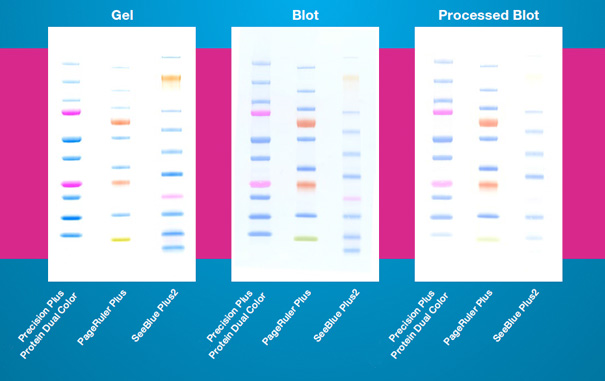 Gel
Blot
Processed Blot
Precision Plus
Protein Dual Color
PageRuler Plus
SeeBlue Plus2
Precision Plus
Protein Dual Color
PageRuler Plus
SeeBlue Plus2
Precision Plus
Protein Dual Color
PageRuler Plus
SeeBlue Plus2